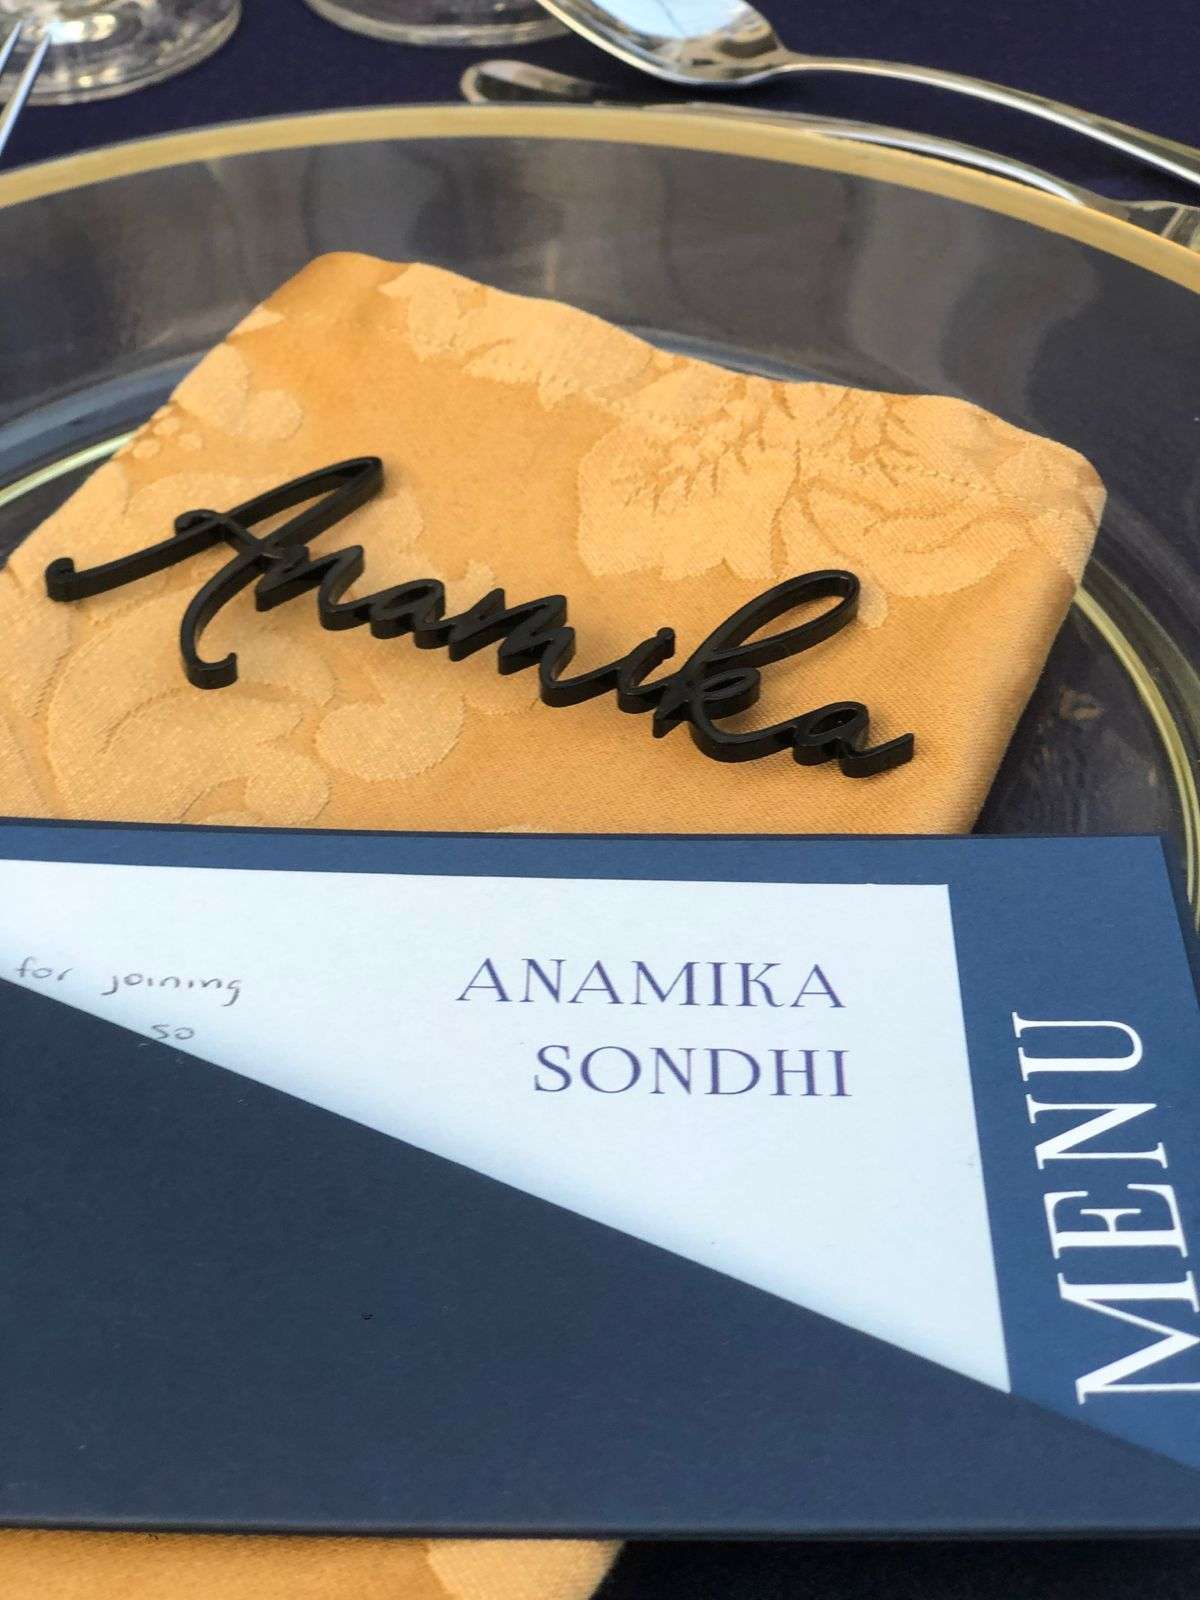 Anamika
for joining
so
ANAMIKA
SONDHI
MENU